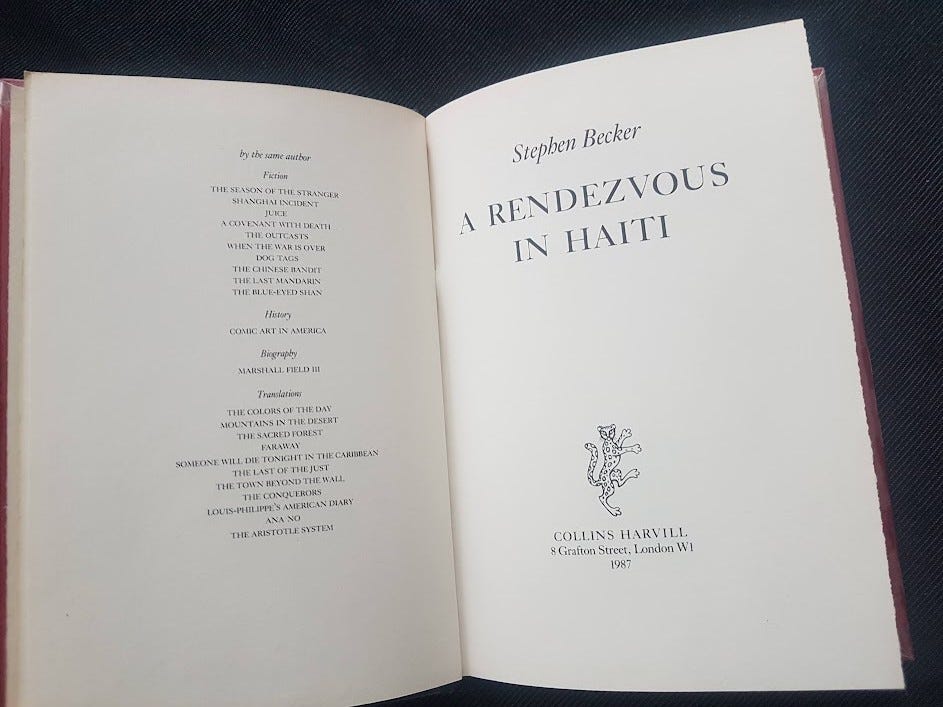 by the same author
Fiction
THE SEASON OF THE STRANGER
SHANGHAI INCIDENT
JUICE
A COVENANT WITH DEATH
THE OUTCASTS
WHEN THE WAR IS OVER
DOG TAGS
THE CHINESE BANDIT
THE LAST MANDARIN
THE BLUE-EYED SHAN
History
COMIC ART IN AMERICA
Biography
MARSHALL FIELD III
Translations
THE COLORS OF THE DAY
MOUNTAINS IN THE DESERT
THE SACRED FOREST
FARAWAY
SOMEONE WILL DIE TONIGHT IN THE CARIBBEAN
THE LAST OF THE JUST
THE TOWN BEYOND THE WALL
THE CONQUERORS
LOUIS-PHILIPPE'S AMERICAN DIARY
ANA NO
THE ARISTOTLE SYSTEM
Stephen Becker
A RENDEZVOUS
IN HAITI
COLLINS HARVILL
8 Grafton Street, London W1
1987